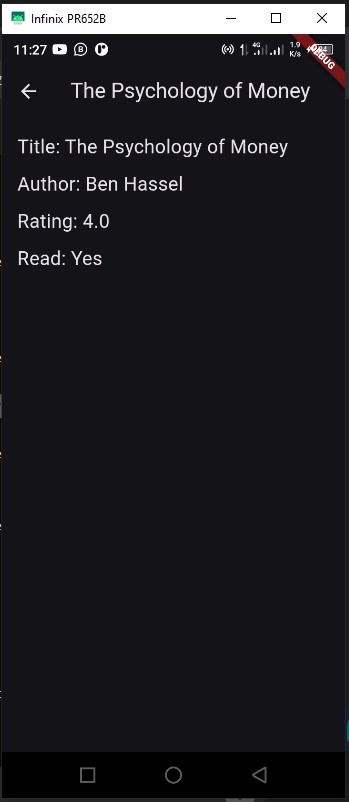 Infinix PR652B
11:27
4G
1.9
K/s
DEBUG
The Psychology of Money
Title: The Psychology of Money
Author: Ben Hassel
Rating: 4.0
Read: Yes